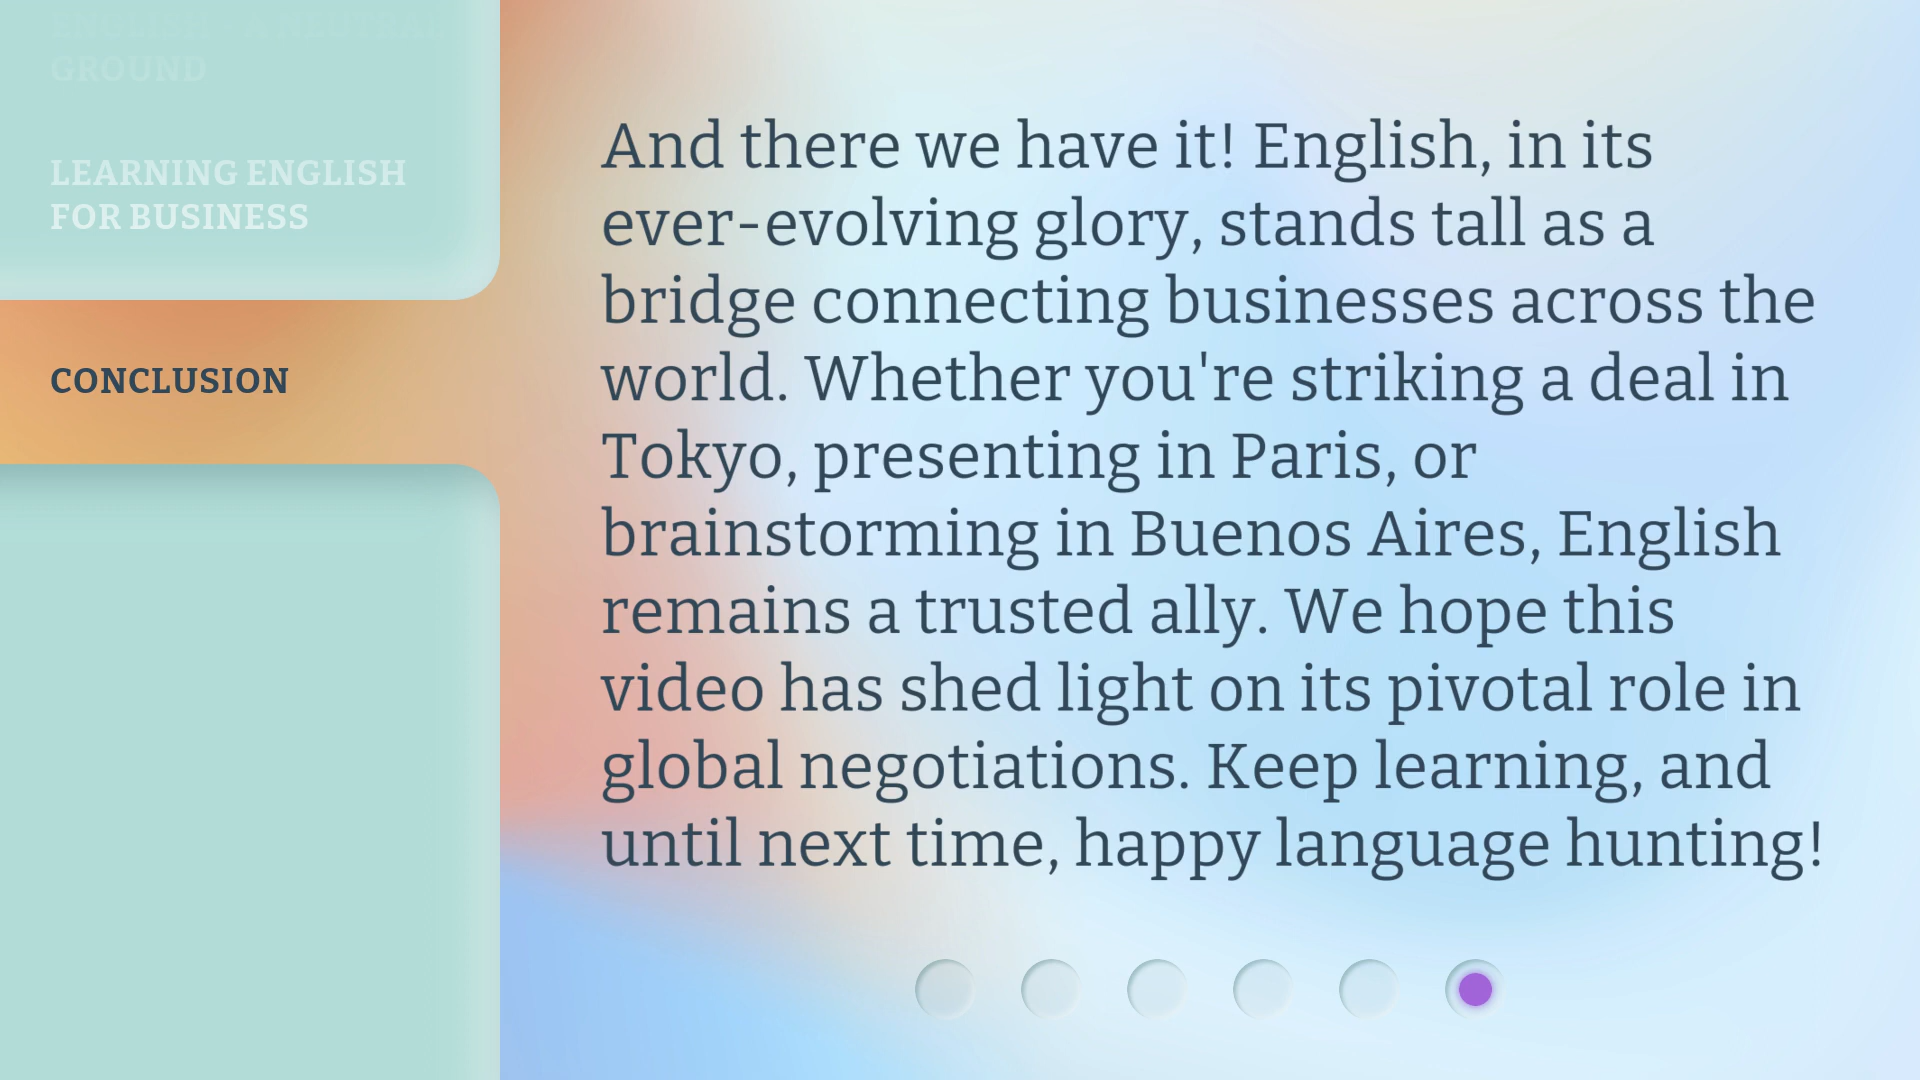 ENGLISH - A NEUTRAL
GROUND
LEARNING ENGLISH
FOR BUSINESS
CONCLUSION
And there we have it! English, in its
ever-evolving glory, stands tall as a
bridge connecting businesses across the
world. Whether you're striking a deal in
Tokyo, presenting in Paris, or
brainstorming in Buenos Aires, English
remains a trusted ally. We hope this
video has shed light on its pivotal role in
global negotiations. Keep learning, and
until next time, happy language hunting!